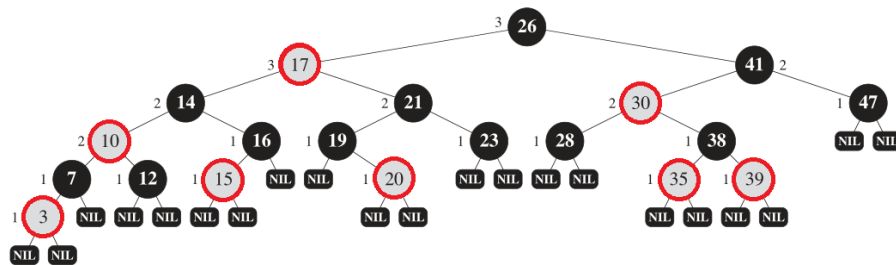 3 26
3 17 41 2
2 14 2 21 2 30 1 47
2 10 1 16 1 19 1 23 1 28 1 38 NIL NIL
1 7 1 12 1 15 NIL NIL 1 20 NIL NIL NIL NIL 1 35 1 39
1 3 NIL NIL NIL NIL NIL NIL NIL NIL NIL NIL NIL
NIL NIL